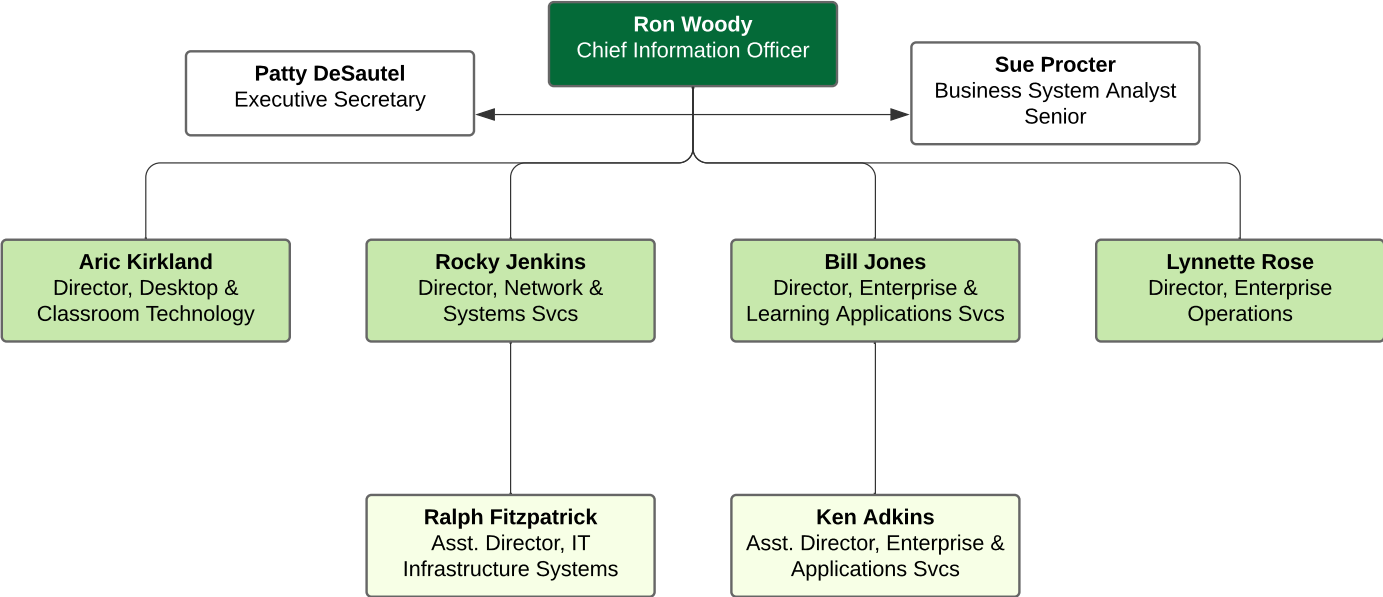 Ron Woody
Chief Information Officer
Patty DeSautel
Executive Secretary
Sue Procter
Business System Analyst
Senior
Aric Kirkland
Director, Desktop &
Classroom Technology
Rocky Jenkins
Director, Network &
Systems Svcs
Bill Jones
Director, Enterprise &
Learning Applications Svcs
Lynnette Rose
Director, Enterprise
Operations
Ralph Fitzpatrick
Asst. Director, IT
Infrastructure Systems
Ken Adkins
Asst. Director, Enterprise &
Applications Svcs